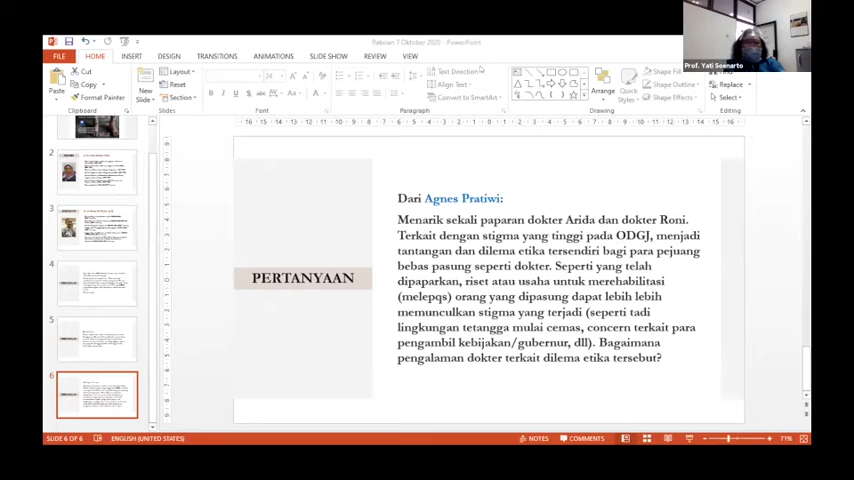 Raboan 7 Oktober 2020 - PowerPoint
Prof. Yati Soenarto
FILE HOME INSERT DESIGN TRANSITIONS ANIMATIONS SLIDE SHOW REVIEW VIEW
Paste
Cut
Copy
Format Painter
Clipboard
New Slide
Layout
Reset
Section
Slides
24
B I U S
Font
Text Direction
Align Text
Convert to SmartArt
Paragraph
Arrange
Quick Styles
Shape Fill
Shape Outline
Shape Effects
Drawing
Replace
Select
Editing
2
3
4
5
6
PERTANYAAN
Dari Agnes Pratiwi:
Menarik sekali paparan dokter Arida dan dokter Roni.
Terkait dengan stigma yang tinggi pada ODGJ, menjadi
tantangan dan dilema etika tersendiri bagi para pejuang
bebas pasung seperti dokter. Seperti yang telah
dipaparkan, riset atau usaha untuk merehabilitasi
(melepqs) orang yang dipasung dapat lebih lebih
memunculkan stigma yang terjadi (seperti tadi
lingkungan tetangga mulai cemas, concern terkait para
pengambil kebijakan/gubernur, dll). Bagaimana
pengalaman dokter terkait dilema etika tersebut?
SLIDE 6 OF 6 ENGLISH (UNITED STATES) NOTES COMMENTS 71%